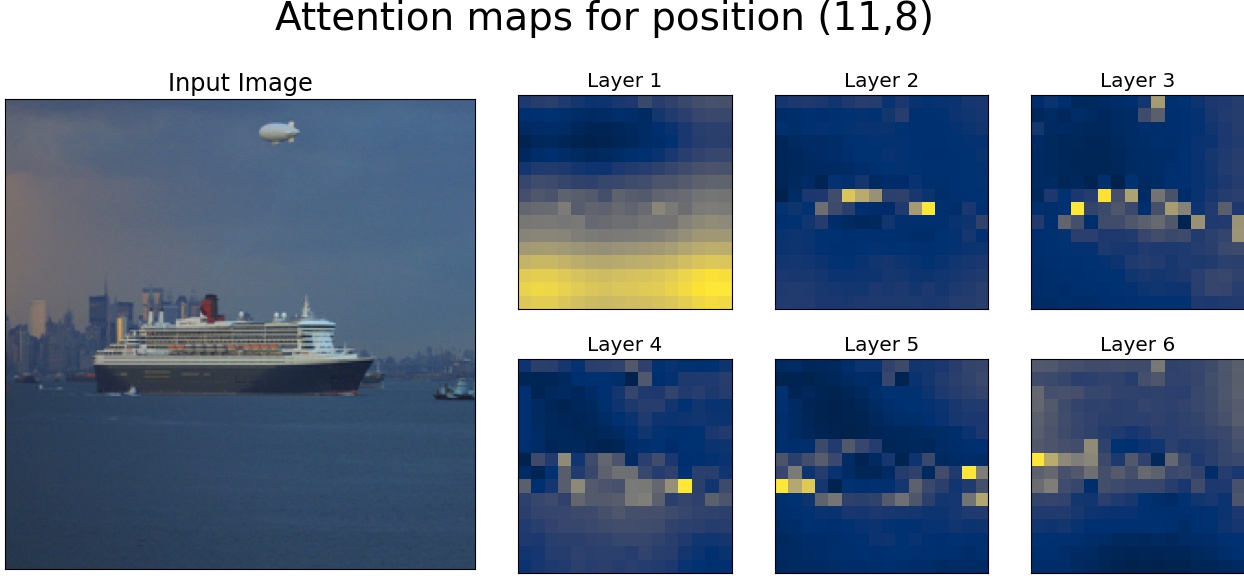 Attention maps for position (11,8)
Input Image
Layer 1
Layer 2
Layer 3
Layer 4
Layer 5
Layer 6